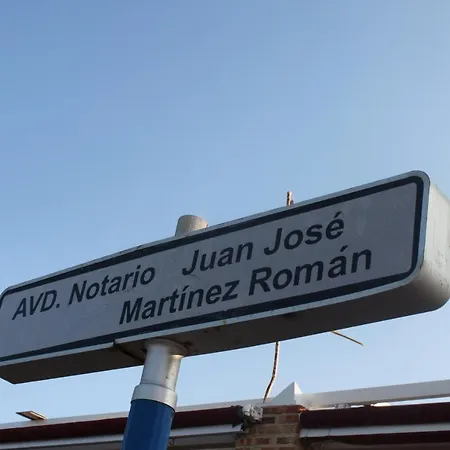 AVD. Notario Juan José
Martínez Román